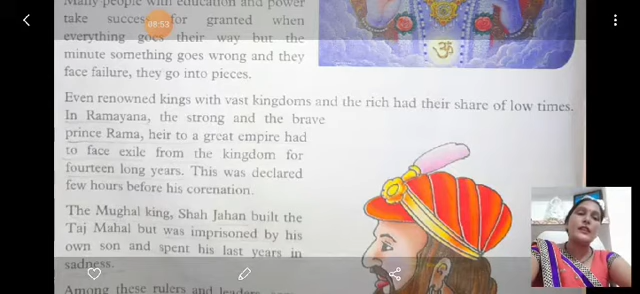 Many people with education and power
take success for granted when
08:53
everything goes their way but the
minute something goes wrong and they
face failure, they go into pieces.
ॐ
Even renowned kings with vast kingdoms and the rich had their share of low times.
In Ramayana, the strong and the brave
prince Rama, heir to a great empire had
to face exile from the kingdom for
fourteen long years. This was declared
few hours before his corenation.
The Mughal king, Shah Jahan built the
Taj Mahal but was imprisoned by his
own son and spent his last years in
sadness.
Among these rulers and leaders